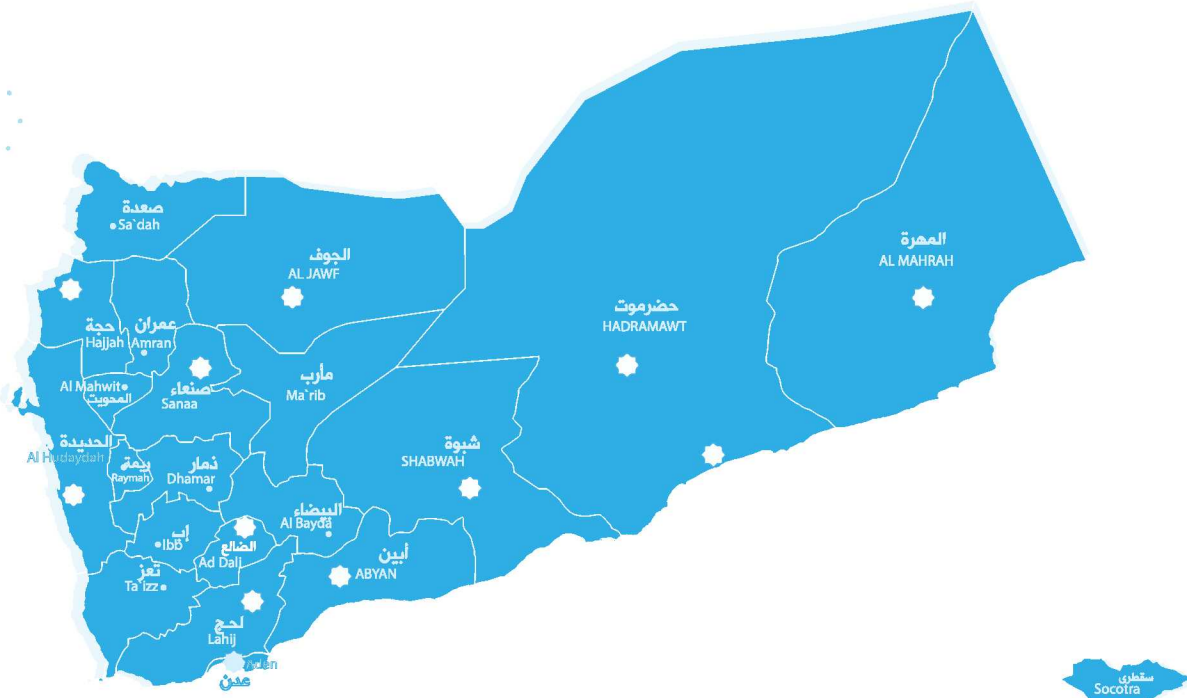 صعدة
Sa`dah
الجوف
AL JAWF
المهرة
AL MAHRAH
حضرموت
HADRAMAWT
حجة
Hajjah
عمران
Amran
مأرب
Ma`rib
Al Mahwit
المحويت
صنعاء
Sanaa
الحديدة
Al Hudaydah
ريمة
Raymah
ذمار
Dhamar
شبوة
SHABWAH
البيضاء
Al Bayda
إب
Ibb
الضالع
Ad Dali
أبين
ABYAN
تعز
Ta`izz
لحج
Lahij
Aden
عدن
سقطرى
Socotra